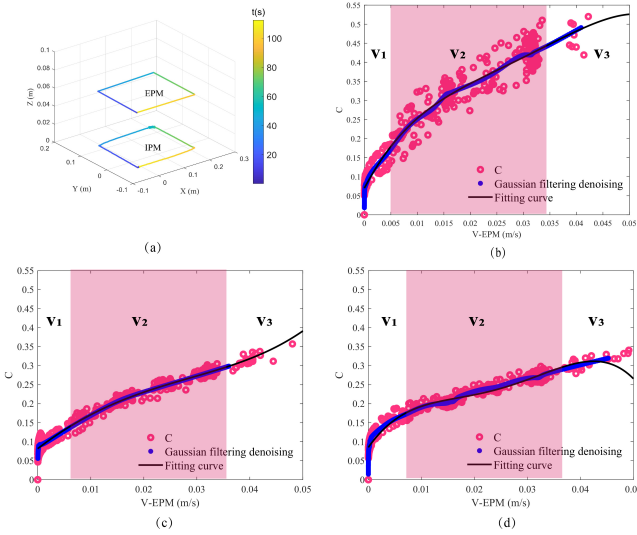 t(s)
100
80
60
40
20
0.1
0.08
0.06
0.04
0.02
0
Z (m)
EPM
IPM
0.2
0.1
0
-0.1
Y (m)
-0.1
0
0.1
0.2
0.3
X (m)
(a)
0.55
0.5
0.45
0.4
0.35
0.3
0.25
0.2
0.15
0.1
0.05
0
C
V1
V2
V3
C
Gaussian filtering denoising
Fitting curve
0 0.005 0.01 0.015 0.02 0.025 0.03 0.035 0.04 0.045 0.05
V-EPM (m/s)
(b)
0.55
0.5
0.45
0.4
0.35
0.3
0.25
0.2
0.15
0.1
0.05
0
C
V1
V2
V3
C
Gaussian filtering denoising
Fitting curve
0 0.01 0.02 0.03 0.04 0.05
V-EPM (m/s)
(c)
0.55
0.5
0.45
0.4
0.35
0.3
0.25
0.2
0.15
0.1
0.05
0
C
V1
V2
V3
C
Gaussian filtering denoising
Fitting curve
0 0.01 0.02 0.03 0.04 0.0
V-EPM (m/s)
(d)